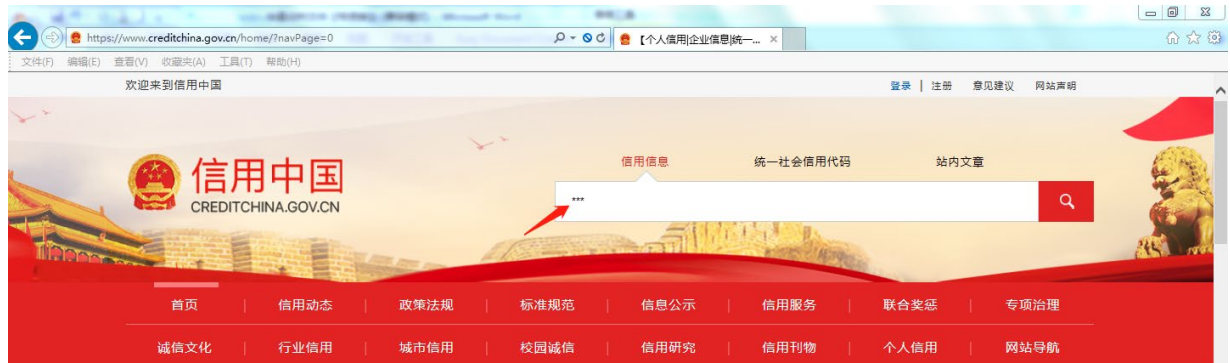 https://www.creditchina.gov.cn/home/?navPage=0
【个人信用|企业信息|统一... ×
文件(F) 编辑(E) 查看(V) 收藏夹(A) 工具(T) 帮助(H)
欢迎来到信用中国
登录 | 注册 意见建议 网站声明
信用信息 统一社会信用代码 站内文章
信用中国
CREDITCHINA.GOV.CN
***
首页 | 信用动态 | 政策法规 | 标准规范 | 信息公示 | 信用服务 | 联合奖惩 | 专项治理
诚信文化 | 行业信用 | 城市信用 | 校园诚信 | 信用研究 | 信用刊物 | 个人信用 | 网站导航